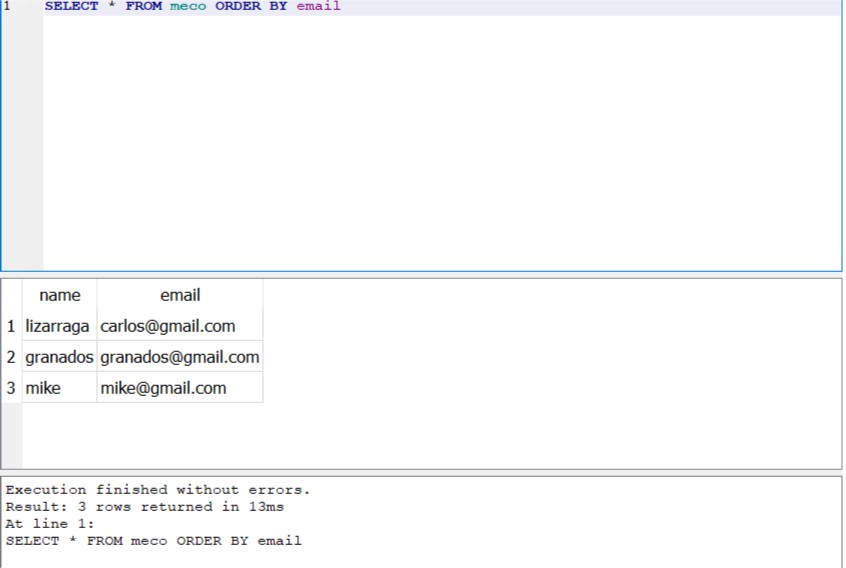 1 SELECT * FROM meco ORDER BY email
name email
1 lizarraga carlos@gmail.com
2 granados granados@gmail.com
3 mike mike@gmail.com
Execution finished without errors.
Result: 3 rows returned in 13ms
At line 1:
SELECT * FROM meco ORDER BY email